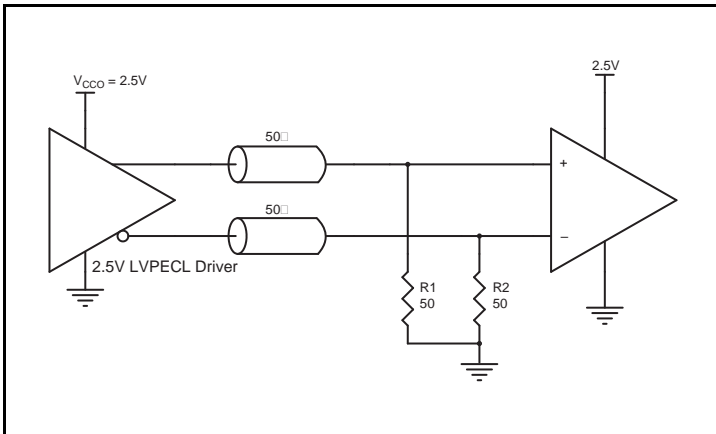 V_CCO = 2.5V
2.5V
50□
+
50□
–
2.5V LVPECL Driver
R1
50
R2
50